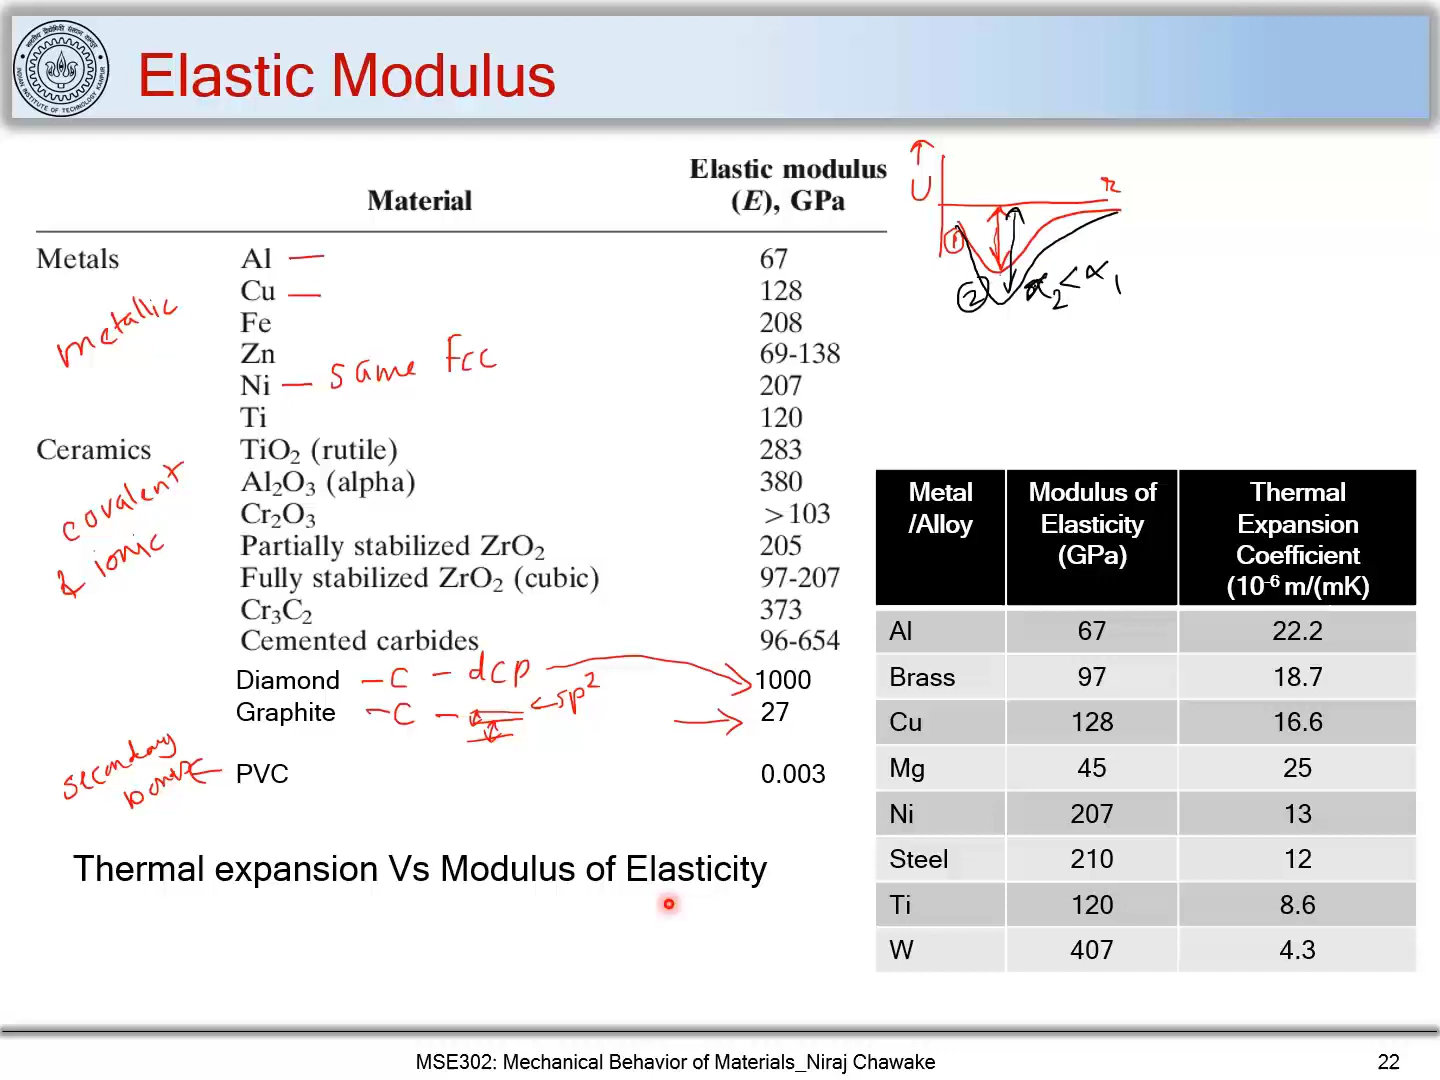 Elastic Modulus
Material Elastic modulus (E), GPa
Metals Al — 67
Cu — 128
Fe 208
Zn 69-138
metallic
Ni — same Fcc 207
Ti 120
Ceramics TiO2 (rutile) 283
Al2O3 (alpha) 380
Cr2O3 >103
covalent & ionic
Partially stabilized ZrO2 205
Fully stabilized ZrO2 (cubic) 97-207
Cr3C2 373
Cemented carbides 96-654
Diamond – C – dcp 1000
Graphite – C – sp2 27
secondary
PVC 0.003
Thermal expansion Vs Modulus of Elasticity
U
r
1
2
α2 < α1
Metal /Alloy Modulus of Elasticity (GPa) Thermal Expansion Coefficient (10-6 m/(mK)
Al 67 22.2
Brass 97 18.7
Cu 128 16.6
Mg 45 25
Ni 207 13
Steel 210 12
Ti 120 8.6
W 407 4.3
MSE302: Mechanical Behavior of Materials_Niraj Chawake 22